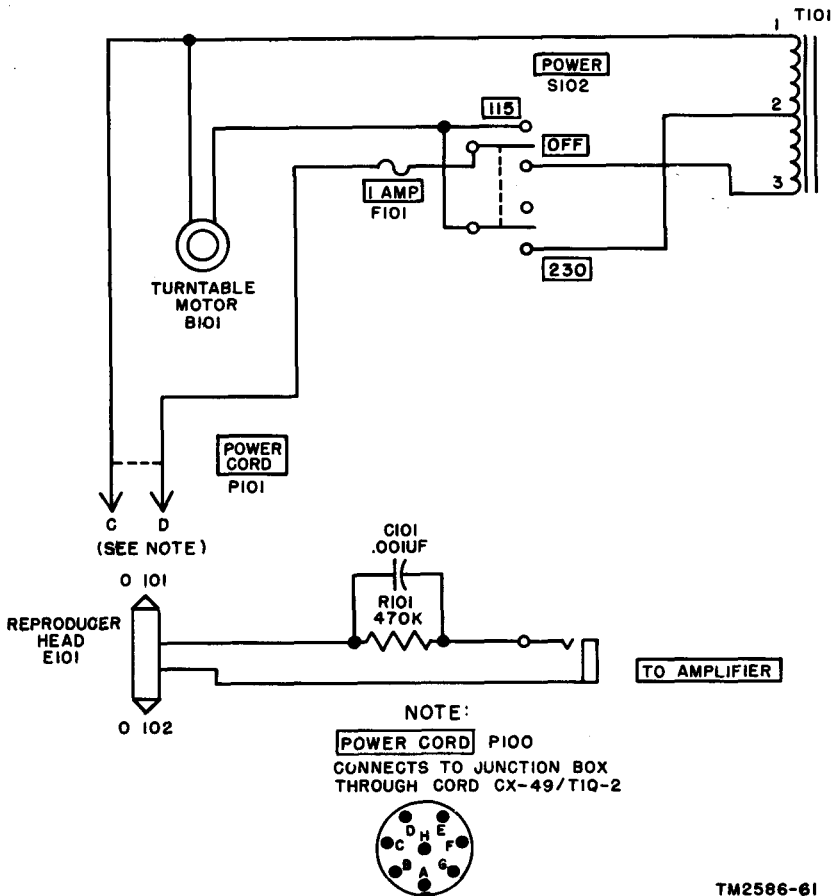 T101
1
POWER
S102
115
2
OFF
1 AMP
F101
3
230
TURNTABLE
MOTOR
B101
POWER
CORD
P101
C D
(SEE NOTE)
C101
.001UF
O 101
R101
470K
REPRODUCER
HEAD
E101
TO AMPLIFIER
O 102
NOTE:
POWER CORD P100
CONNECTS TO JUNCTION BOX
THROUGH CORD CX-49/TIQ-2
D H E
C F
B A G
TM2586-61